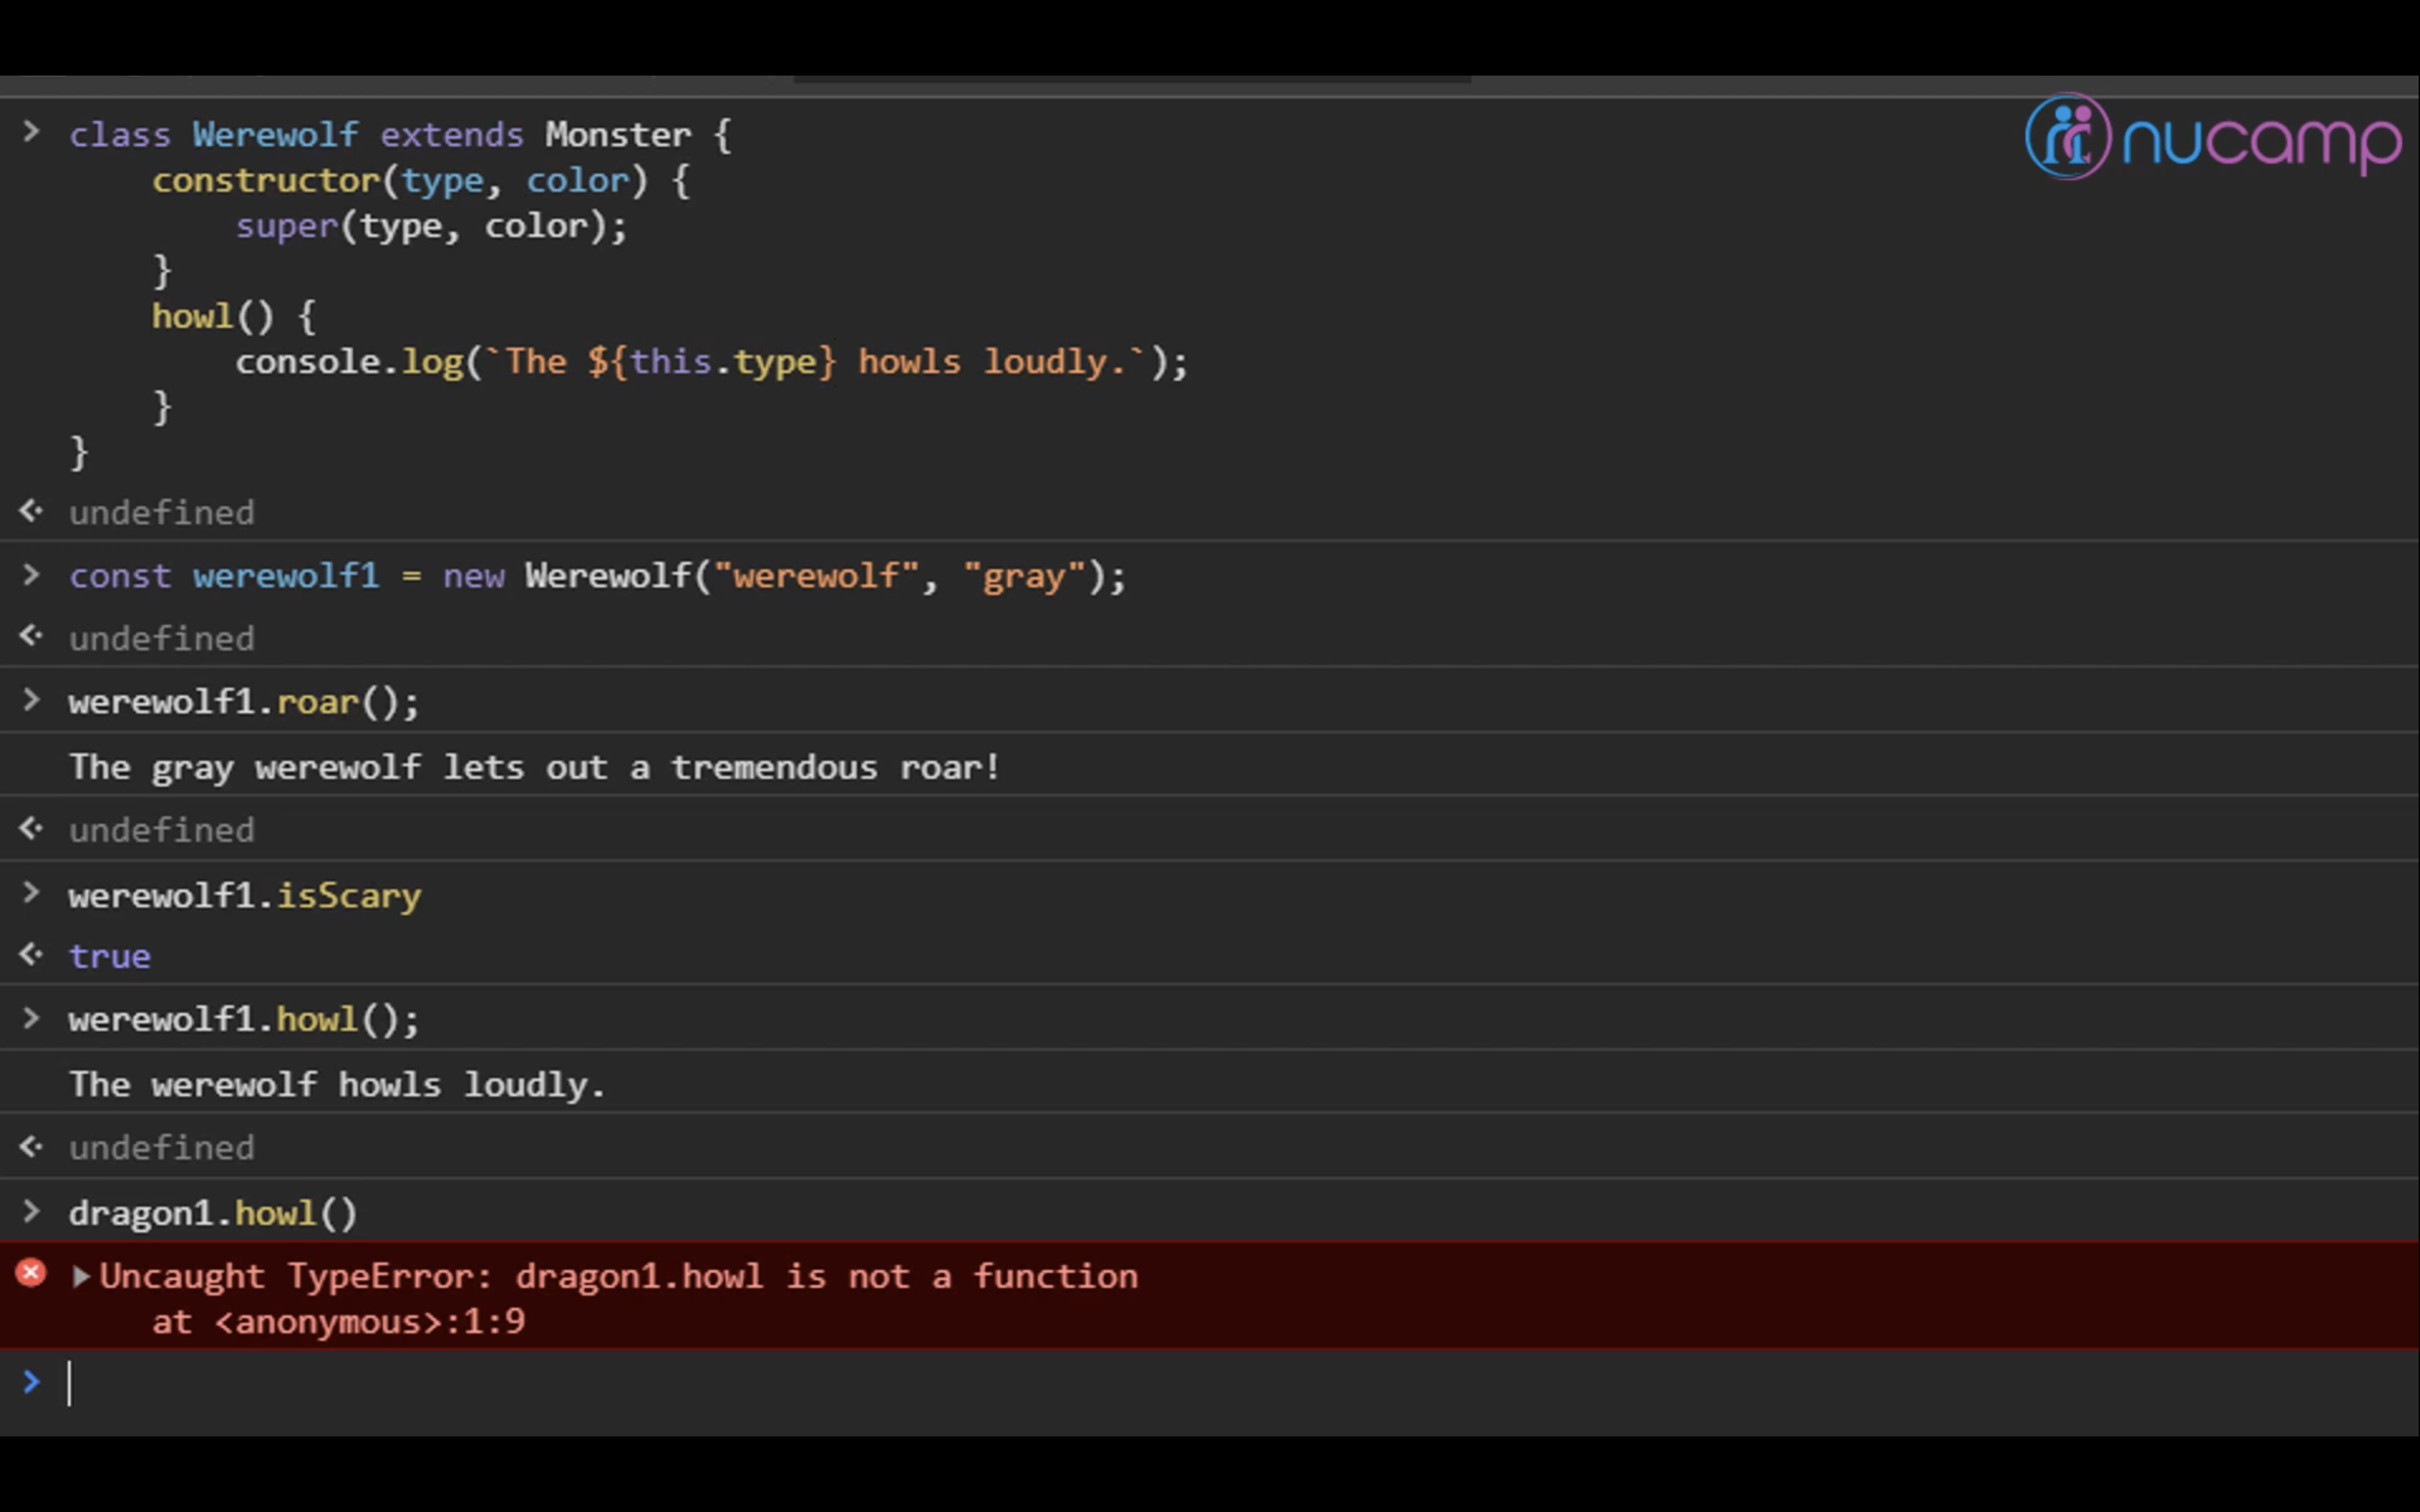 > class Werewolf extends Monster {
    constructor(type, color) {
        super(type, color);
    }
    howl() {
        console.log(`The ${this.type} howls loudly.`);
    }
}
nucamp
undefined
> const werewolf1 = new Werewolf("werewolf", "gray");
undefined
> werewolf1.roar();
The gray werewolf lets out a tremendous roar!
undefined
> werewolf1.isScary
true
> werewolf1.howl();
The werewolf howls loudly.
undefined
> dragon1.howl()
Uncaught TypeError: dragon1.howl is not a function
    at <anonymous>:1:9
>